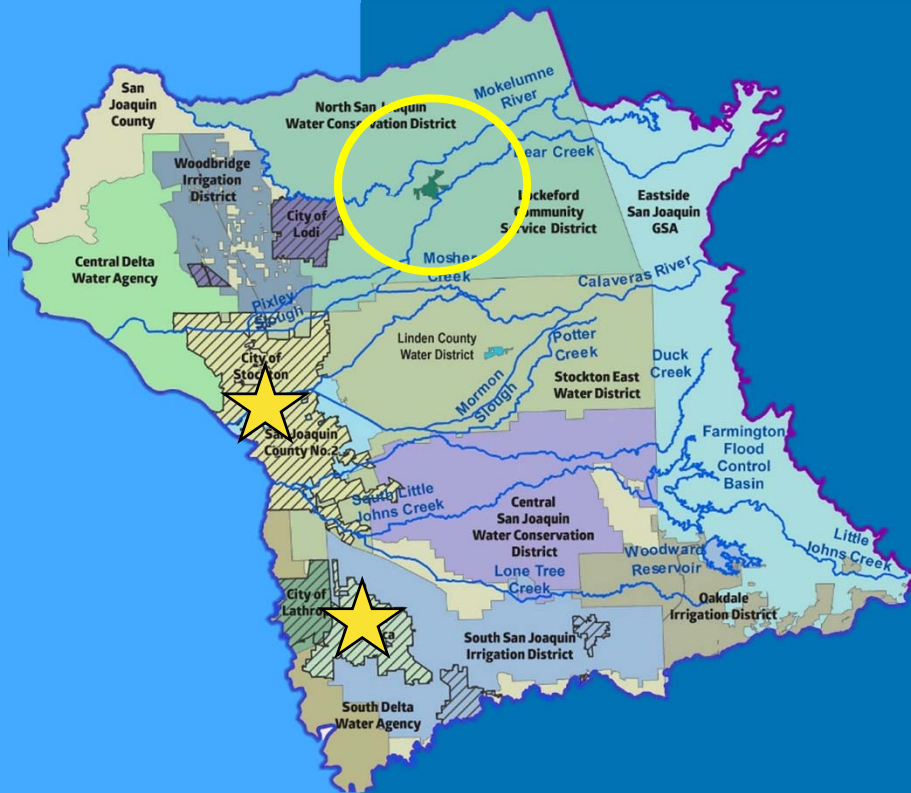 San
Joaquin
County
North San Joaquin
Water Conservation District
Mokelumne
River
Bear Creek
Woodbridge
Irrigation
District
City of
Lodi
Lockeford
Community
Service District
Eastside
San Joaquin
GSA
Central Delta
Water Agency
Mosher
Creek
Calaveras River
Pixley
Slough
Linden County
Water District
Potter
Creek
Duck
Creek
City of
Stockton
Mormon
Slough
Stockton East
Water District
San Joaquin
County No.2
Farmington
Flood
Control
Basin
South Little
Johns Creek
Central
San Joaquin
Water Conservation
District
Woodward
Reservoir
Little
Johns Creek
Lone Tree
Creek
City of
Lathro
Oakdale
Irrigation District
South San Joaquin
Irrigation District
South Delta
Water Agency